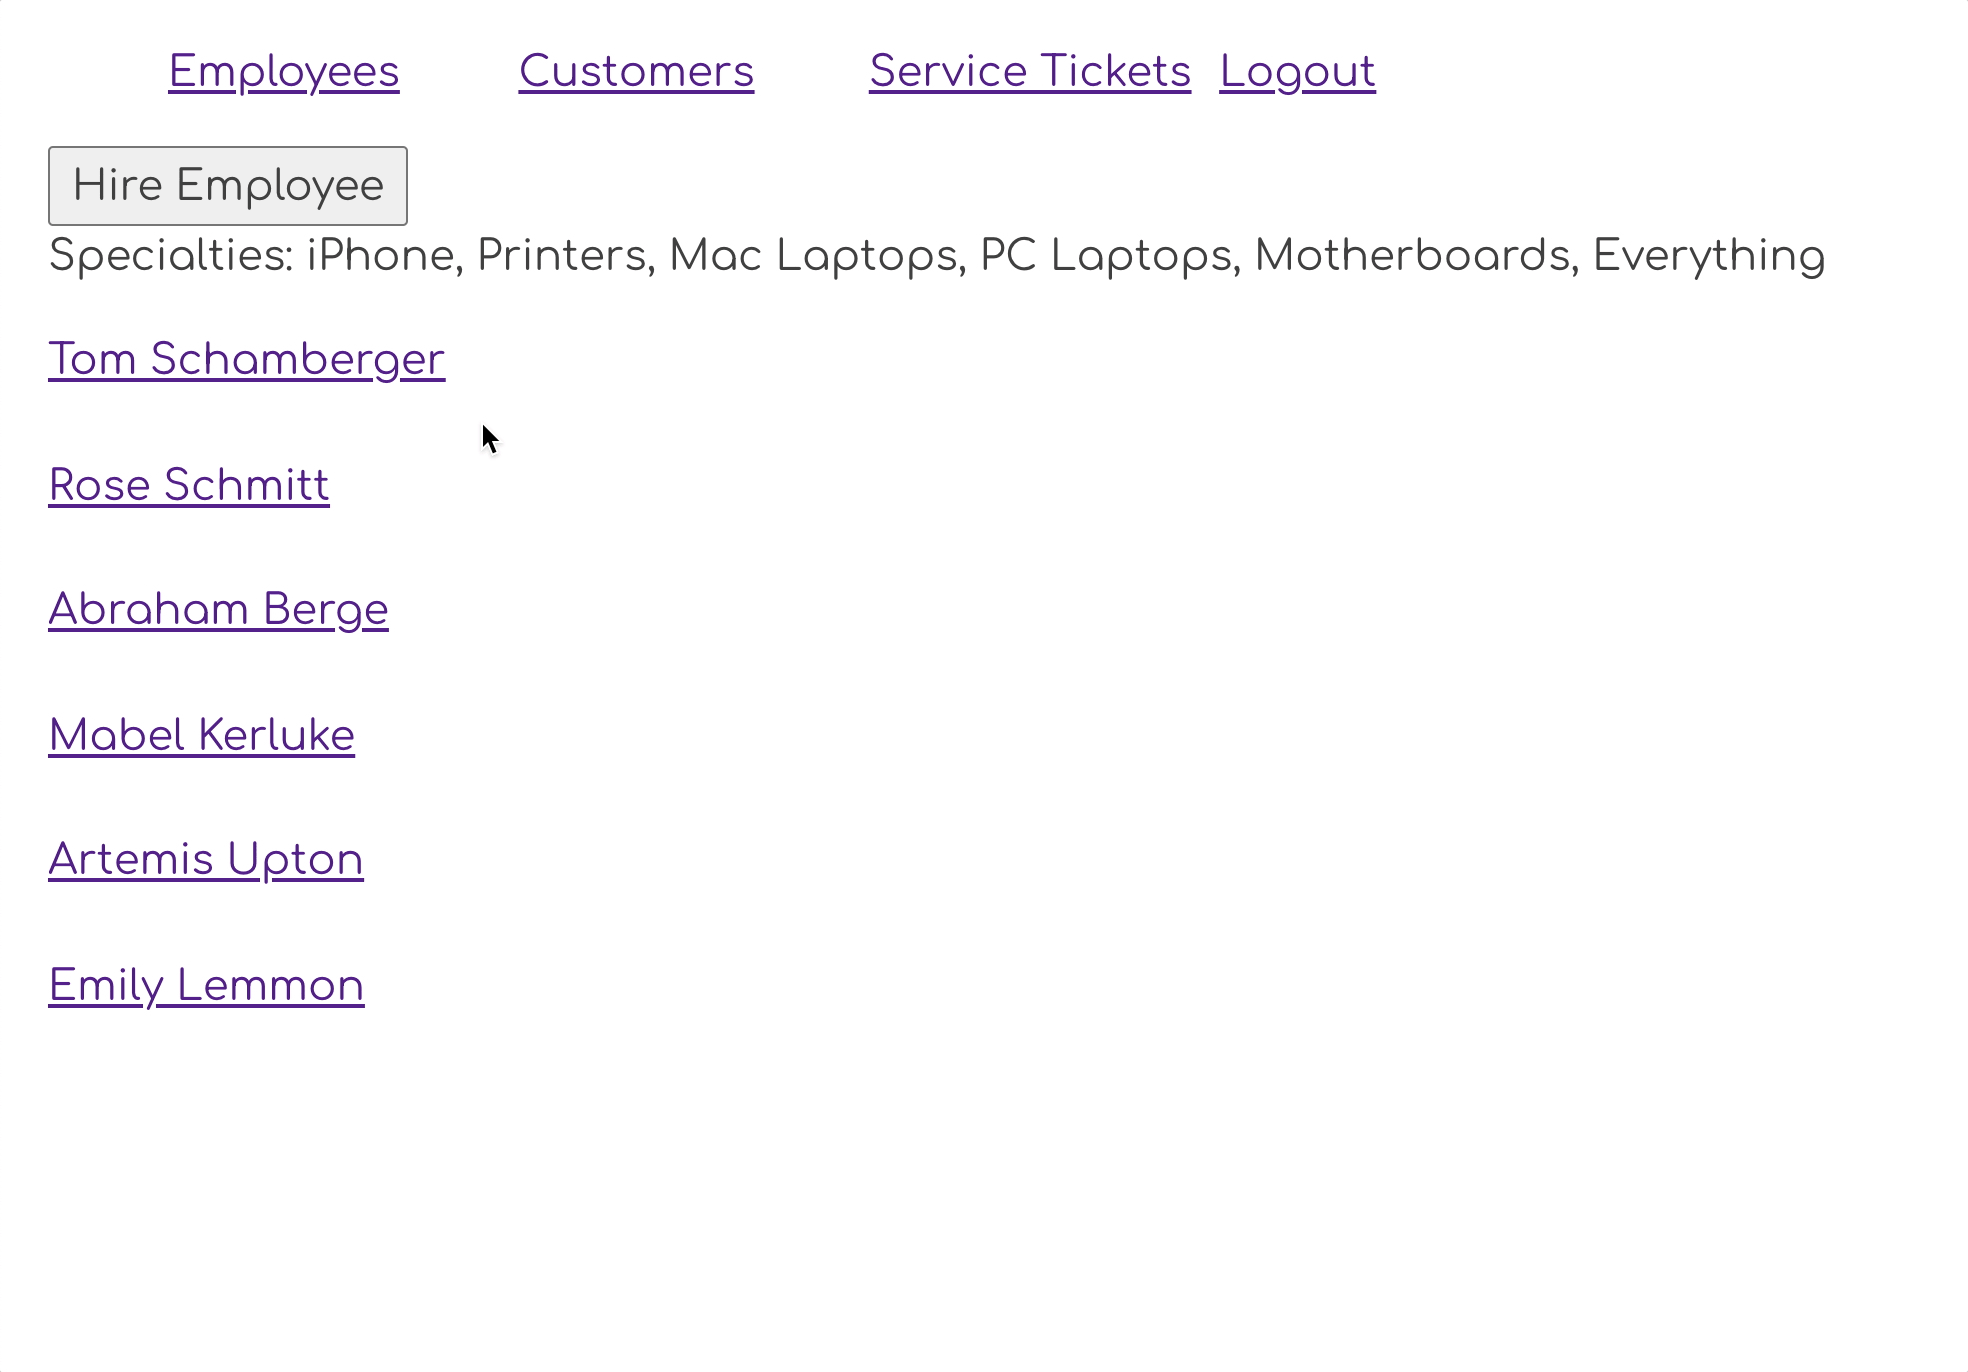 Employees Customers Service Tickets Logout
Hire Employee
Specialties: iPhone, Printers, Mac Laptops, PC Laptops, Motherboards, Everything
Tom Schamberger
Rose Schmitt
Abraham Berge
Mabel Kerluke
Artemis Upton
Emily Lemmon